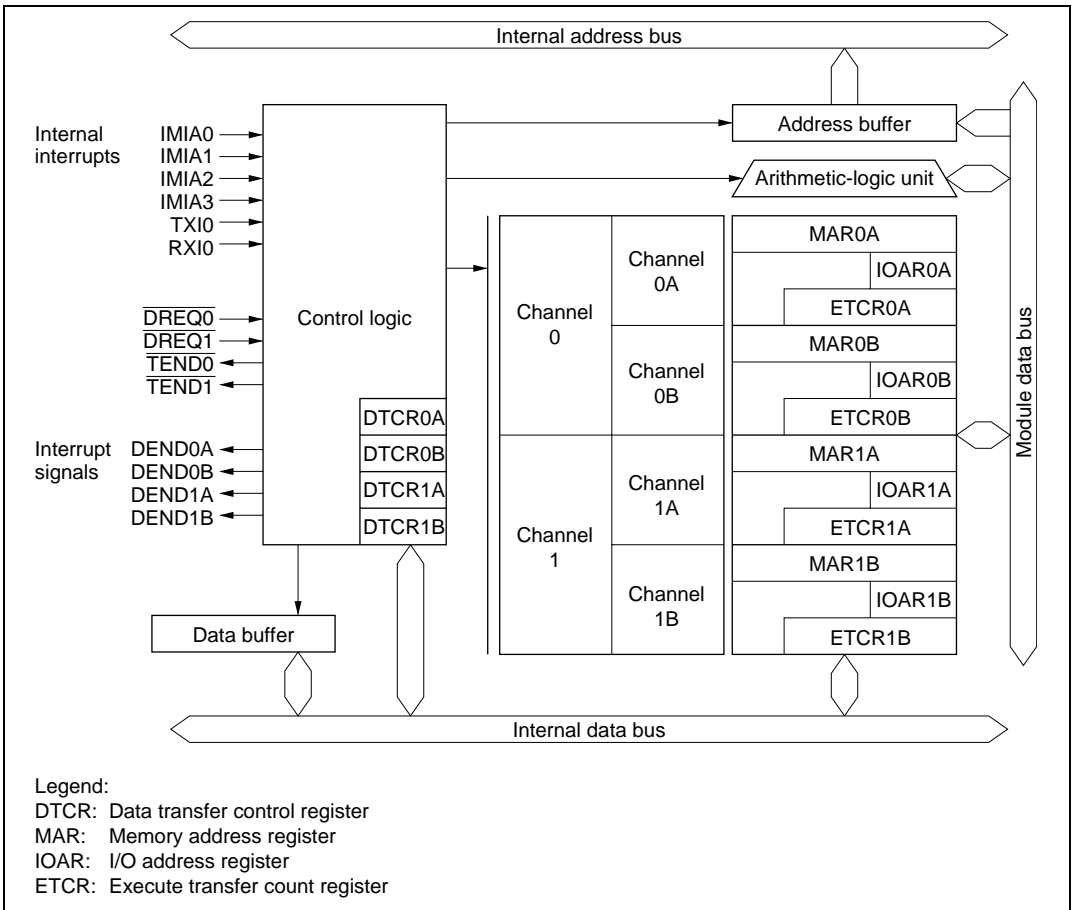 Internal address bus
Internal
interrupts
IMIA0
IMIA1
IMIA2
IMIA3
TXI0
RXI0
DREQ0
DREQ1
TEND0
TEND1
Interrupt
signals
DEND0A
DEND0B
DEND1A
DEND1B
Control logic
DTCR0A
DTCR0B
DTCR1A
DTCR1B
Data buffer
Address buffer
Arithmetic-logic unit
Channel
0
Channel
0A
Channel
0B
Channel
1
Channel
1A
Channel
1B
MAR0A
IOAR0A
ETCR0A
MAR0B
IOAR0B
ETCR0B
MAR1A
IOAR1A
ETCR1A
MAR1B
IOAR1B
ETCR1B
Module data bus
Internal data bus
Legend:
DTCR: Data transfer control register
MAR: Memory address register
IOAR: I/O address register
ETCR: Execute transfer count register